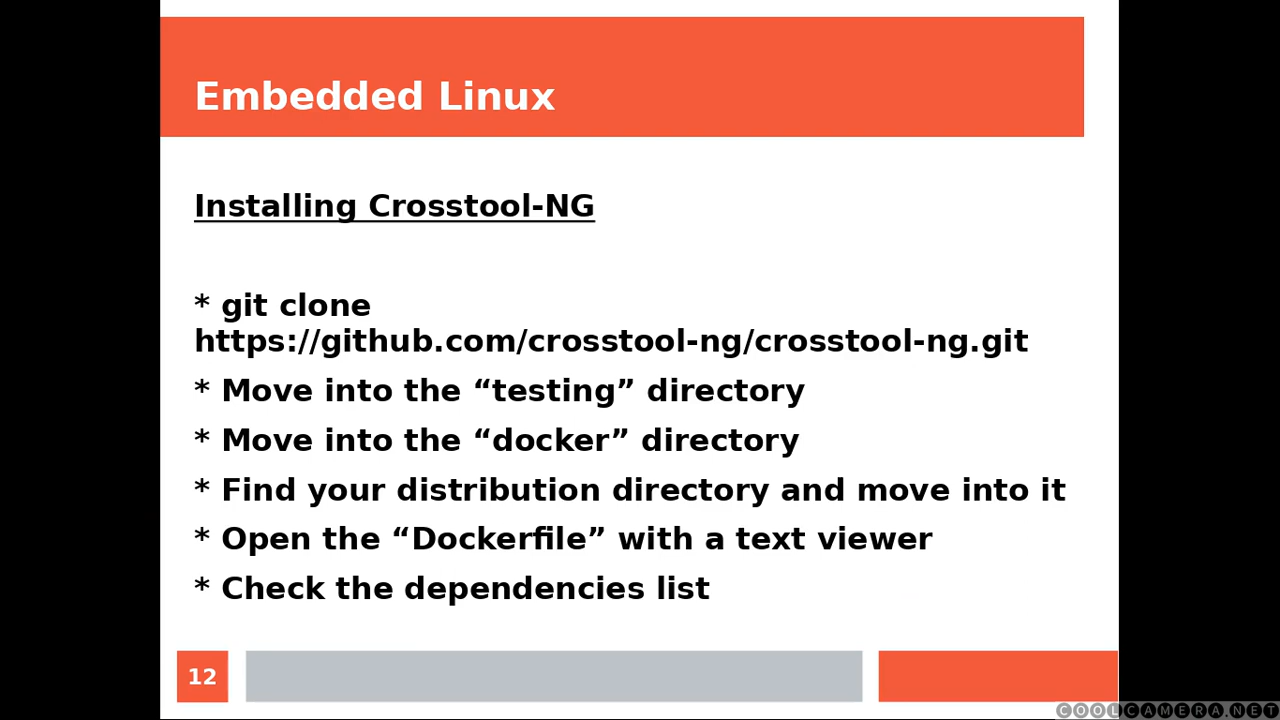 Embedded Linux
Installing Crosstool-NG
* git clone
https://github.com/crosstool-ng/crosstool-ng.git
* Move into the “testing” directory
* Move into the “docker” directory
* Find your distribution directory and move into it
* Open the “Dockerfile” with a text viewer
* Check the dependencies list
12
COOLCAMERA.NET